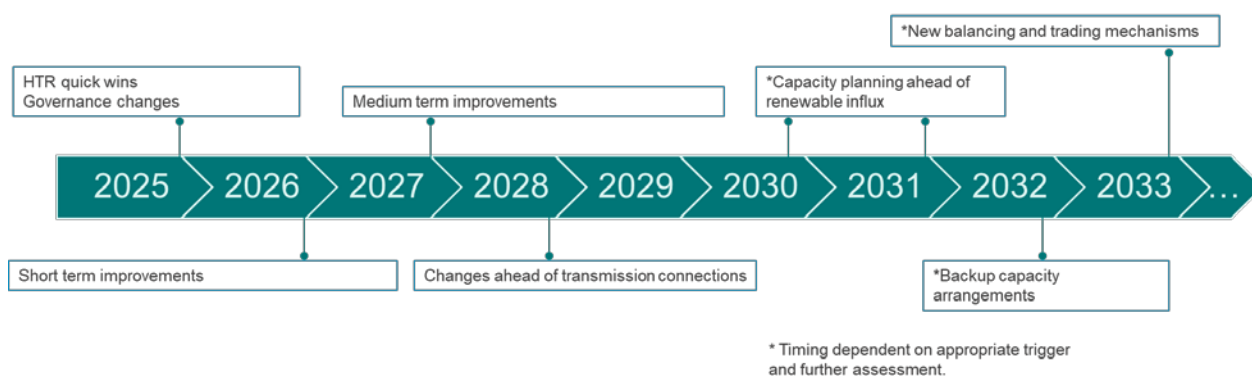 *New balancing and trading mechanisms
HTR quick wins
Governance changes
Medium term improvements
*Capacity planning ahead of
renewable influx
2025 2026 2027 2028 2029 2030 2031 2032 2033 ...
Short term improvements
Changes ahead of transmission connections
*Backup capacity
arrangements
* Timing dependent on appropriate trigger
and further assessment.